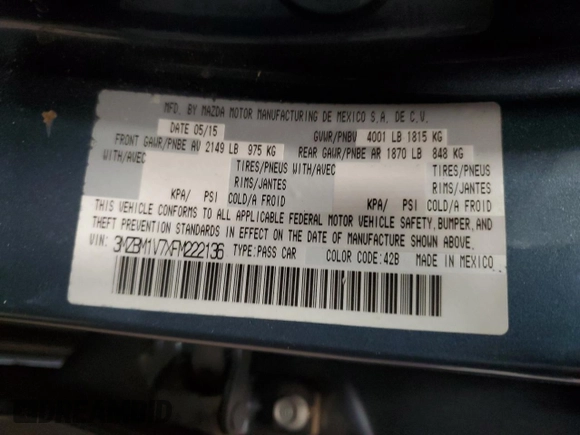 MFD. BY MAZDA MOTOR MANUFACTURING DE MEXICO S.A. DE C.V.
DATE 05/15 GVWR/PNBV 4001 LB 1815 KG
FRONT GAWR/PNBE AV 2149 LB 975 KG REAR GAWR/PNBE AR 1870 LB 848 KG
WITH/AVEC TIRES/PNEUS WITH/AVEC TIRES/PNEUS
RIMS/JANTES RIMS/JANTES
KPA/ PSI COLD/A FROID KPA/ PSI COLD/A FROID
THIS VEHICLE CONFORMS TO ALL APPLICABLE FEDERAL MOTOR VEHICLE SAFETY, BUMPER, AND
THEFT PREVENTION STANDARDS IN EFFECT ON THE DATE OF MANUFACTURE SHOWN ABOVE.
VIN: 3MZBM1V7XFM222136 TYPE:PASS CAR COLOR CODE:42B MADE IN MEXICO